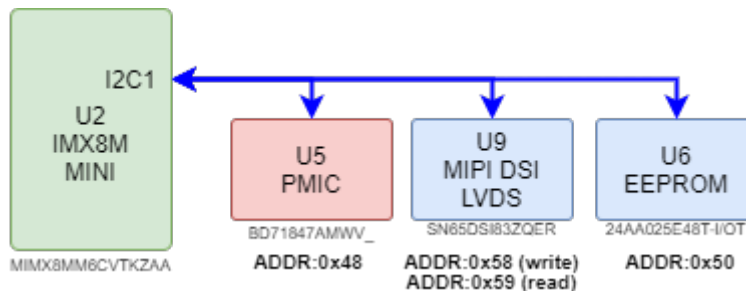 I2C1
U2
IMX8M
MINI
MIMX8MM6CVTKZAA
U5
PMIC
BD71847AMWV_
ADDR:0x48
U9
MIPI DSI
LVDS
SN65DSI83ZQER
ADDR:0x58 (write)
ADDR:0x59 (read)
U6
EEPROM
24AA025E48T-I/OT
ADDR:0x50